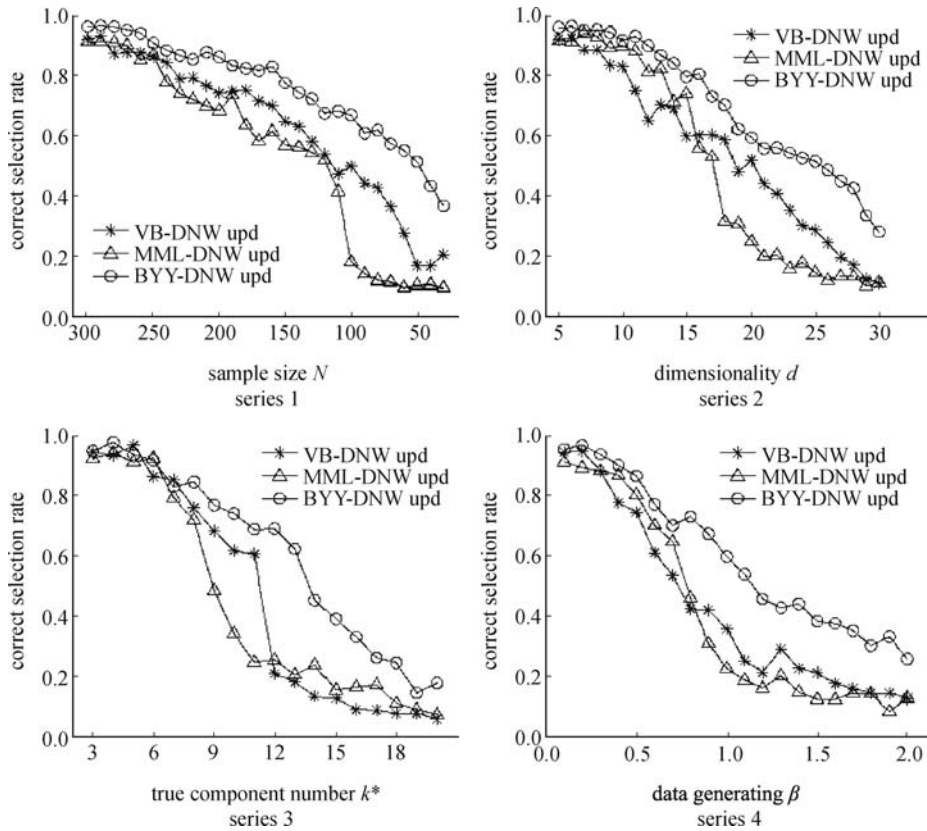 1.0
0.8
0.6
0.4
0.2
0.0
correct selection rate
VB-DNW upd
MML-DNW upd
BYY-DNW upd
300 250 200 150 100 50
sample size N
series 1
1.0
0.8
0.6
0.4
0.2
0.0
correct selection rate
VB-DNW upd
MML-DNW upd
BYY-DNW upd
5 10 15 20 25 30
dimensionality d
series 2
1.0
0.8
0.6
0.4
0.2
0.0
correct selection rate
VB-DNW upd
MML-DNW upd
BYY-DNW upd
3 6 9 12 15 18
true component number k*
series 3
1.0
0.8
0.6
0.4
0.2
0.0
correct selection rate
VB-DNW upd
MML-DNW upd
BYY-DNW upd
0.0 0.5 1.0 1.5 2.0
data generating β
series 4